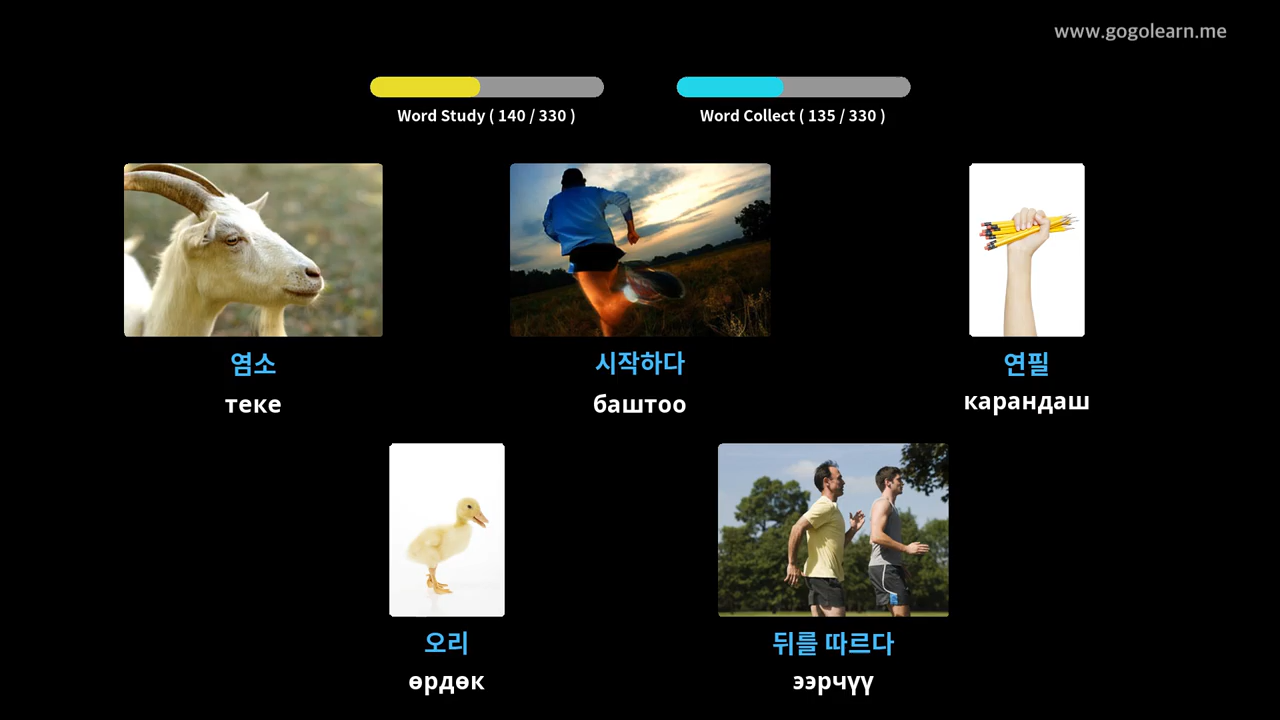 www.gogolearn.me
Word Study ( 140 / 330 )
Word Collect ( 135 / 330 )
염소
시작하다
연필
теке
баштоо
карандаш
오리
뒤를 따르다
өрдөк
ээрчүү